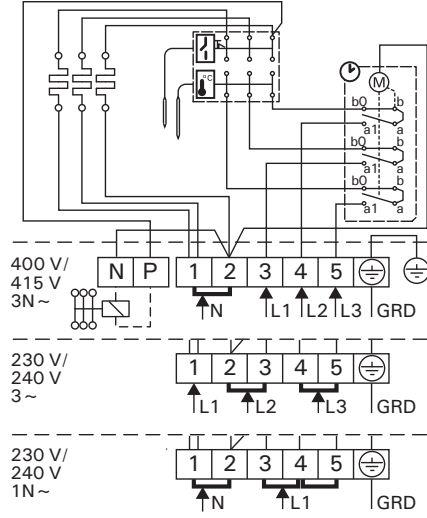 °C
M
b0 b
a1 a
b0 b
a1 a
b0 b
a1 a
400 V/
415 V
3N~
N P 1 2 3 4 5
N L1 L2 L3 GRD
230 V/
240 V
3~
1 2 3 4 5
L1 L2 L3 GRD
230 V/
240 V
1N~
1 2 3 4 5
N L1 GRD